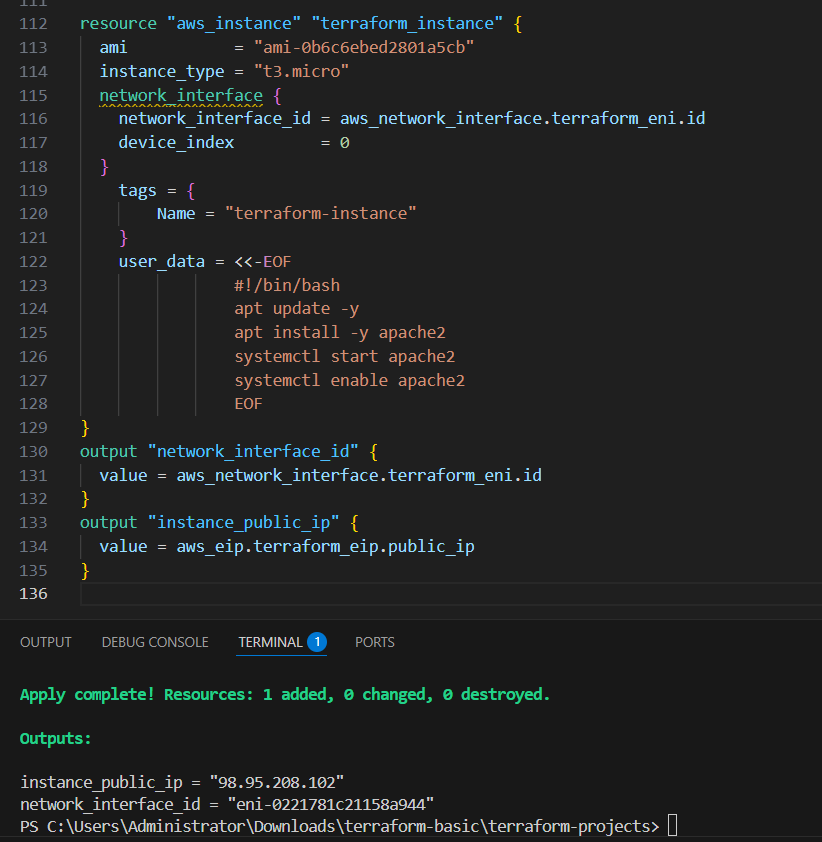 111
112 resource "aws_instance" "terraform_instance" {
113   ami           = "ami-0b6c6ebed2801a5cb"
114   instance_type = "t3.micro"
115   network_interface {
116     network_interface_id = aws_network_interface.terraform_eni.id
117     device_index         = 0
118   }
119     tags = {
120         Name = "terraform-instance"
121     }
122     user_data = <<-EOF
123                 #!/bin/bash
124                 apt update -y
125                 apt install -y apache2
126                 systemctl start apache2
127                 systemctl enable apache2
128                 EOF
129 }
130 output "network_interface_id" {
131   value = aws_network_interface.terraform_eni.id
132 }
133 output "instance_public_ip" {
134   value = aws_eip.terraform_eip.public_ip
135 }
136
OUTPUT DEBUG CONSOLE TERMINAL 1 PORTS
Apply complete! Resources: 1 added, 0 changed, 0 destroyed.
Outputs:
instance_public_ip = "98.95.208.102"
network_interface_id = "eni-0221781c21158a944"
PS C:\Users\Administrator\Downloads\terraform-basic\terraform-projects>